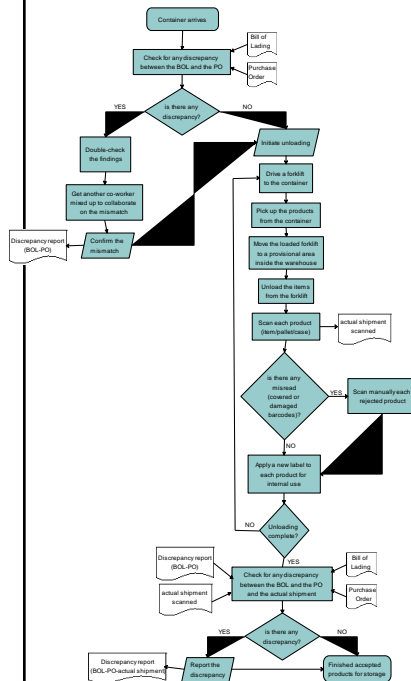 Container arrives
Bill of
Lading
Check for any discrepancy
between the BOL and the PO
Purchase
Order
YES
NO
is there any
discrepancy?
Double-check
the findings
Initiate unloading
Drive a forklift
to the container
Get another co-worker
mixed up to collaborate
on the mismatch
Pick up the products
from the container
Discrepancy report
(BOL-PO)
Confirm the
mismatch
Move the loaded forklift
to a provisional area
inside the warehouse
Unload the items
from the forklift
Scan each product
(item/pallet/case)
actual shipment
scanned
is there any
misread
(covered or
damaged
barcodes)?
YES
Scan manually each
rejected product
NO
Apply a new label to
each product for
internal use
NO
Unloading
complete?
YES
Discrepancy report
(BOL-PO)
Bill of
Lading
Check for any discrepancy
between the BOL and the PO
and the actual shipment
actual shipment
scanned
Purchase
Order
YES
NO
is there any
discrepancy?
Discrepancy report
(BOL-PO-actual shipment)
Report the
discrepancy
Finished accepted
products for storage